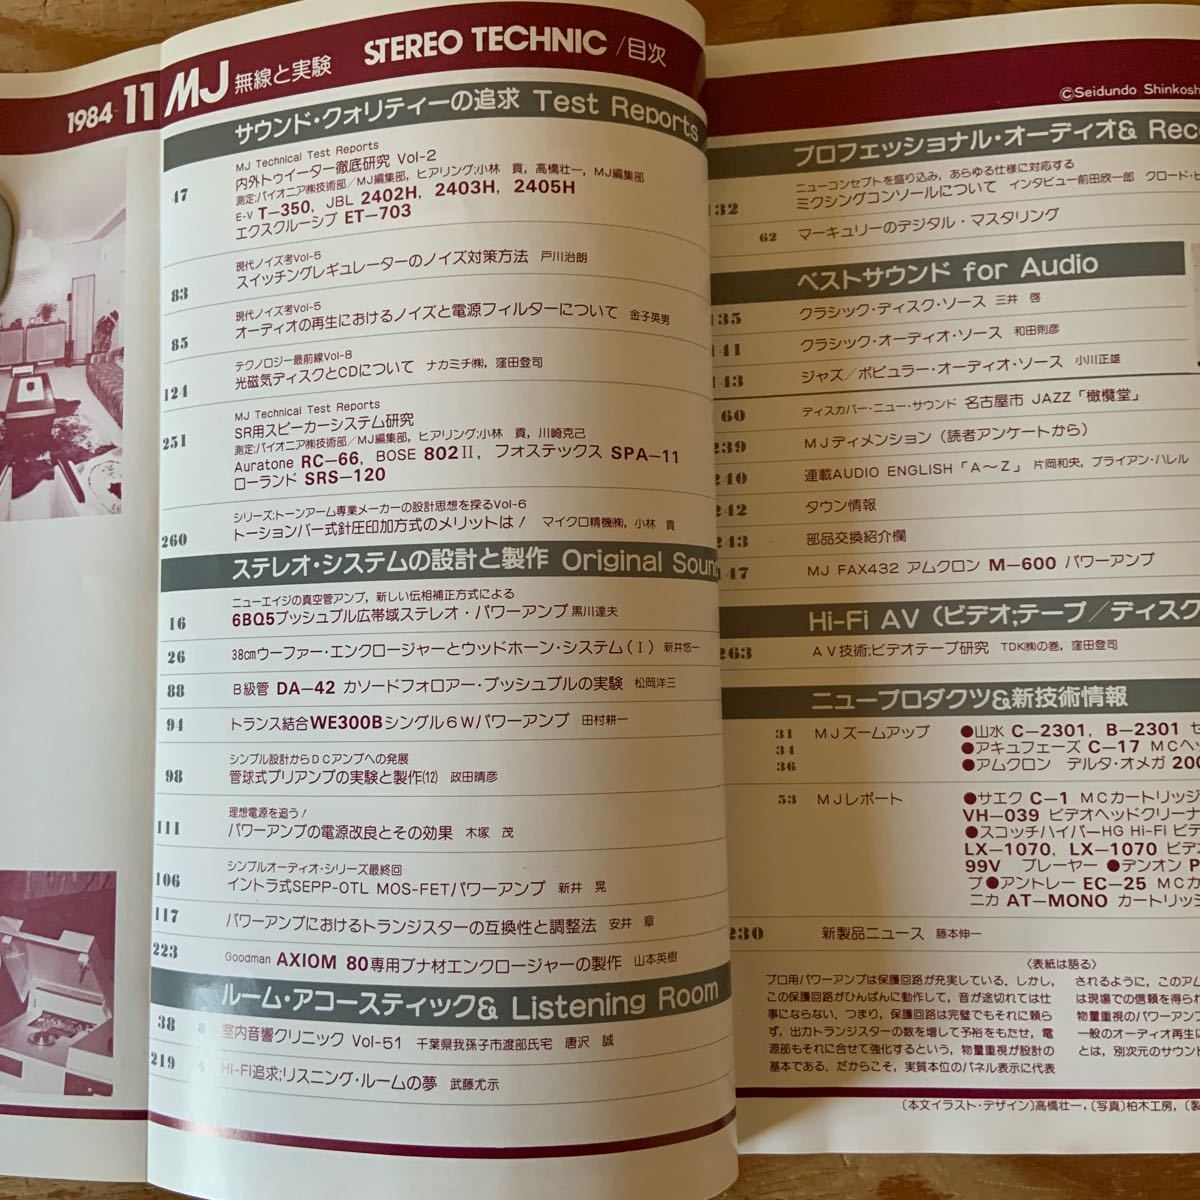 1984-11 MJ 無線と実験 STEREO TECHNIC /目次
サウンド・クォリティーの追求 Test Reports
MJ Technical Test Reports
47 内外トゥイーター徹底研究 Vol-2
測定;パイオニア㈱技術部/MJ編集部, ヒアリング;小林 貢, 高橋壮一, MJ編集部
E-V T-350, JBL 2402H, 2403H, 2405H
エクスクルーシブ ET-703
現代ノイズ考Vol-5
83 スイッチングレギュレーターのノイズ対策方法 戸川治朗
現代ノイズ考Vol-5
85 オーディオの再生におけるノイズと電源フィルターについて 金子英男
テクノロジー最前線Vol-8
124 光磁気ディスクとCDについて ナカミチ㈱, 窪田登司
MJ Technical Test Reports
251 SR用スピーカーシステム研究
測定;パイオニア㈱技術部/MJ編集部, ヒアリング;小林 貢, 川崎克己
Auratone RC-66, BOSE 802II, フォステックス SPA-11
ローランド SRS-120
シリーズ;トーンアーム専業メーカーの設計思想を探るVol-6
260 トーションバー式針圧印加方式のメリットは! マイクロ精機㈱, 小林 貢
ステレオ・システムの設計と製作 Original Soun
ニューエイジの真空管アンプ, 新しい伝相補正方式による
16 6BQ5プッシュプル広帯域ステレオ・パワーアンプ 黒川達夫
26 38cmウーファー・エンクロージャーとウッドホーン・システム(I) 新井悠一
88 B級管 DA-42 カソードフォロアー・プッシュプルの実験 松岡洋三
94 トランス結合WE300Bシングル6Wパワーアンプ 田村耕一
シンプル設計からDCアンプへの発展
98 管球式プリアンプの実験と製作(12) 政田晴彦
理想電源を追う!
111 パワーアンプの電源改良とその効果 木塚 茂
シンプルオーディオ・シリーズ最終回
106 イントラ式SEPP-OTL MOS-FETパワーアンプ 新井 晃
117 パワーアンプにおけるトランジスターの互換性と調整法 安井 章
223 Goodman AXIOM 80専用ブナ材エンクロージャーの製作 山本英樹
ルーム・アコースティック& Listening Room
38 室内音響クリニック Vol-51 千葉県我孫子市渡部氏宅 唐沢 誠
219 Hi-Fi追求;リスニング・ルームの夢 武藤尤示
©Seidundo Shinkosh
プロフェッショナル・オーディオ& Rec
ニューコンセプトを盛り込み, あらゆる仕様に対応する
132 ミクシングコンソールについて インタビュー前田欣一郎 クロード・ヒ
62 マーキュリーのデジタル・マスタリング
ベストサウンド for Audio
135 クラシック・ディスク・ソース 三井 啓
141 クラシック・オーディオ・ソース 和田則彦
143 ジャズ/ポピュラー・オーディオ・ソース 小川正雄
60 ディスカバー・ニュー・サウンド 名古屋市 JAZZ「橄欖堂」
239 MJディメンション(読者アンケートから)
240 連載AUDIO ENGLISH「A〜Z」 片岡和央, ブライアン・ハレル
242 タウン情報
243 部品交換紹介欄
147 MJ FAX432 アムクロン M-600 パワーアンプ
Hi-Fi AV (ビデオ;テープ/ディスク
263 AV技術;ビデオテープ研究 TDK㈱の巻, 窪田登司
ニュープロダクツ&新技術情報
31 MJズームアップ ●山水 C-2301, B-2301 セ
34 ●アキュフェーズ C-17 MCヘッ
36 ●アムクロン デルタ・オメガ 200
53 MJレポート ●サエク C-1 MCカートリッジ
VH-039 ビデオヘッドクリーナ
●スコッチハイパーHG Hi-Fi ビデ
LX-1070, LX-1070 ビデオ
99V プレーヤー ●デンオン P
プ●アントレー EC-25 MCカ
ニカ AT-MONO カートリッジ
230 新製品ニュース 藤本伸一
〈表紙は語る〉
プロ用パワーアンプは保護回路が充実している. しかし,
この保護回路がひんぱんに動作して, 音が途切れては仕
事にならない. つまり, 保護回路は完璧でもそれに頼ら
ず, 出力トランジスターの数を増して予裕をもたせ, 電
源部もそれに合せて強化するという, 物量重視が設計の
基本である. だからこそ, 実質本位のパネル表示に代表
されるように, このアム
は現場での信頼を得られ
物量重視のパワーアンプ
一般のオーディオ再生に
とは, 別次元のサウンド
〔本文イラスト・デザイン〕高橋壮一, 〔写真〕柏木工房, 〔製